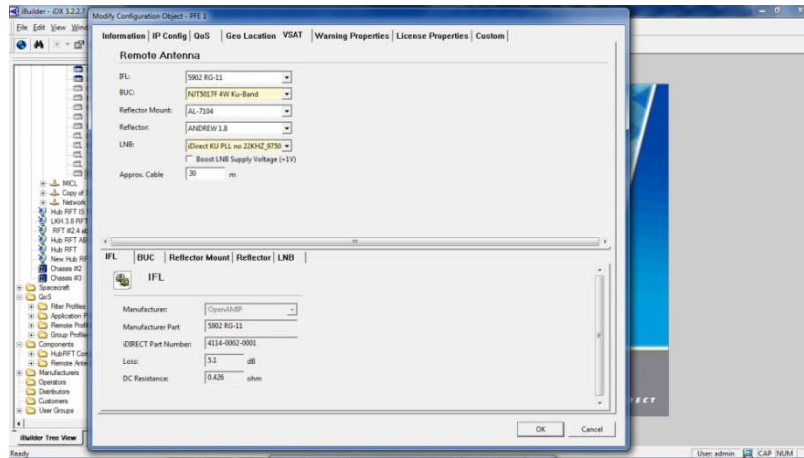 iBuilder - iDX 3.2.2.7
Modify Configuration Object - PFE 1
File Edit View
Information IP Config QoS Geo Location VSAT Warning Properties License Properties Custom
Remote Antenna
IFL: 5902 RG-11
BUC: NJT5017F 4W Ku-Band
Reflector Mount: AL-7104
Reflector: ANDREW 1.8
LNB: iDirect KU PLL no 22KHZ_9750
Boost LNB Supply Voltage (+1V)
Approx. Cable 30 m
MICL
Copy of
Network
Hub RFT IS
LKH 3.8 RFT
RFT #2.4
Hub RFT AB
Hub RFT
New Hub RF
Chassis #2
Chassis #3
Spacecraft
QoS
Filter Profiles
Application P
Remote Profi
Group Profile
Components
HubRFT Com
Remote Ante
Manufacturers
Operators
Distributors
Customers
User Groups
IFL BUC Reflector Mount Reflector LNB
IFL
Manufacturer: OpenAMIP
Manufacturer Part 5902 RG-11
iDIRECT Part Number: 4114-0002-0001
Loss: 5.1 dB
DC Resistance: 0.426 ohm
OK Cancel
RECT
iBuilder Tree View
Ready
User: admin CAP NUM